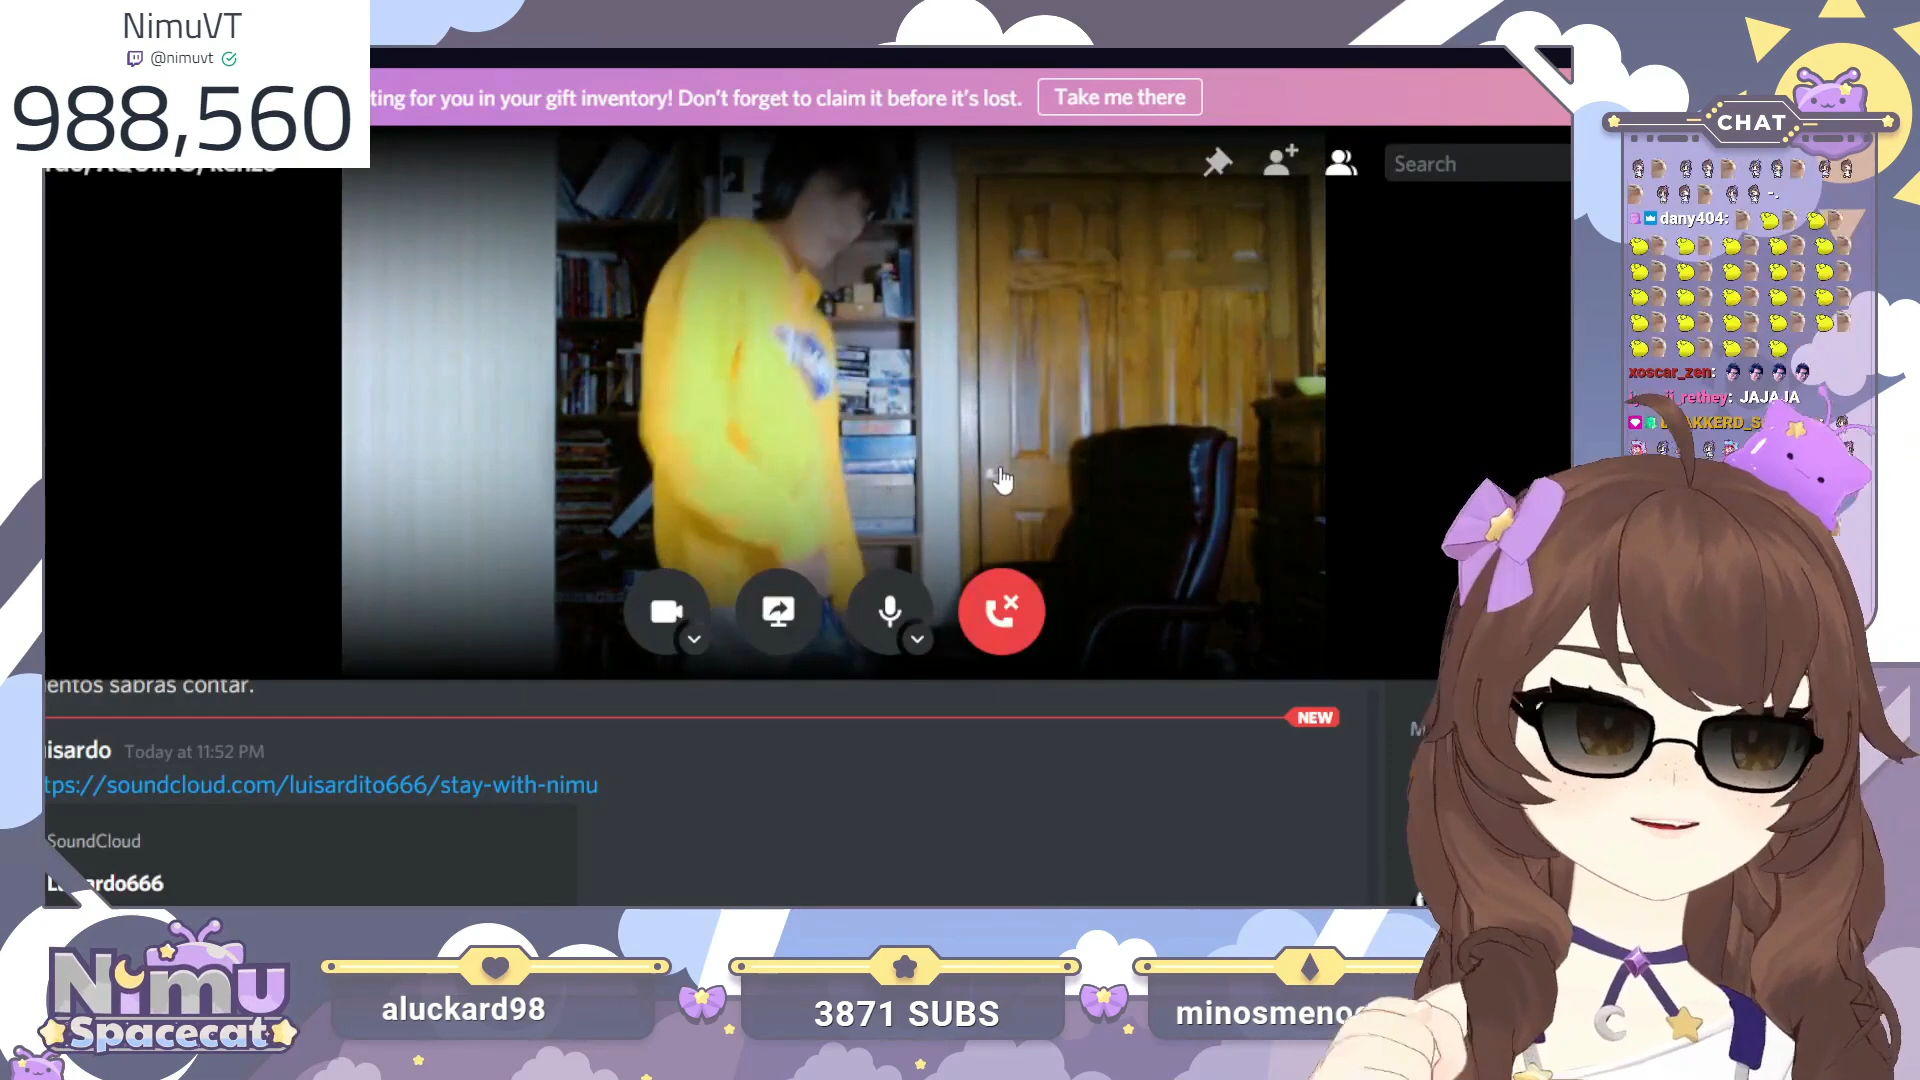 NimuVT
@nimuvt
988,560
ting for you in your gift inventory! Don't forget to claim it before it's lost.
Take me there
Search
CHAT
dany404:
xoscar_zen:
rethey: JAJAJA
AKKERD_S
entos sabras contar.
NEW
isardo Today at 11:52 PM
tps://soundcloud.com/luisardito666/stay-with-nimu
SoundCloud
rdo666
Nimu
Spacecat
aluckard98
3871 SUBS
minosmeno